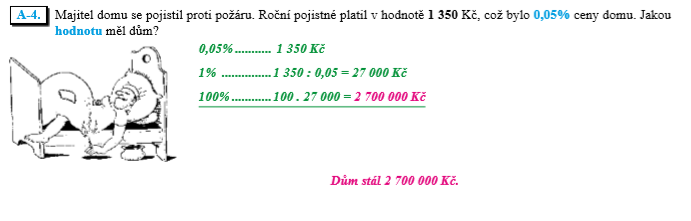 A-4. Majitel domu se pojistil proti požáru. Roční pojistné platil v hodnotě 1 350 Kč, což bylo 0,05% ceny domu. Jakou
hodnotu měl dům?
0,05%........... 1 350 Kč
1% ...............1 350 : 0,05 = 27 000 Kč
100%............100 . 27 000 = 2 700 000 Kč
Dům stál 2 700 000 Kč.